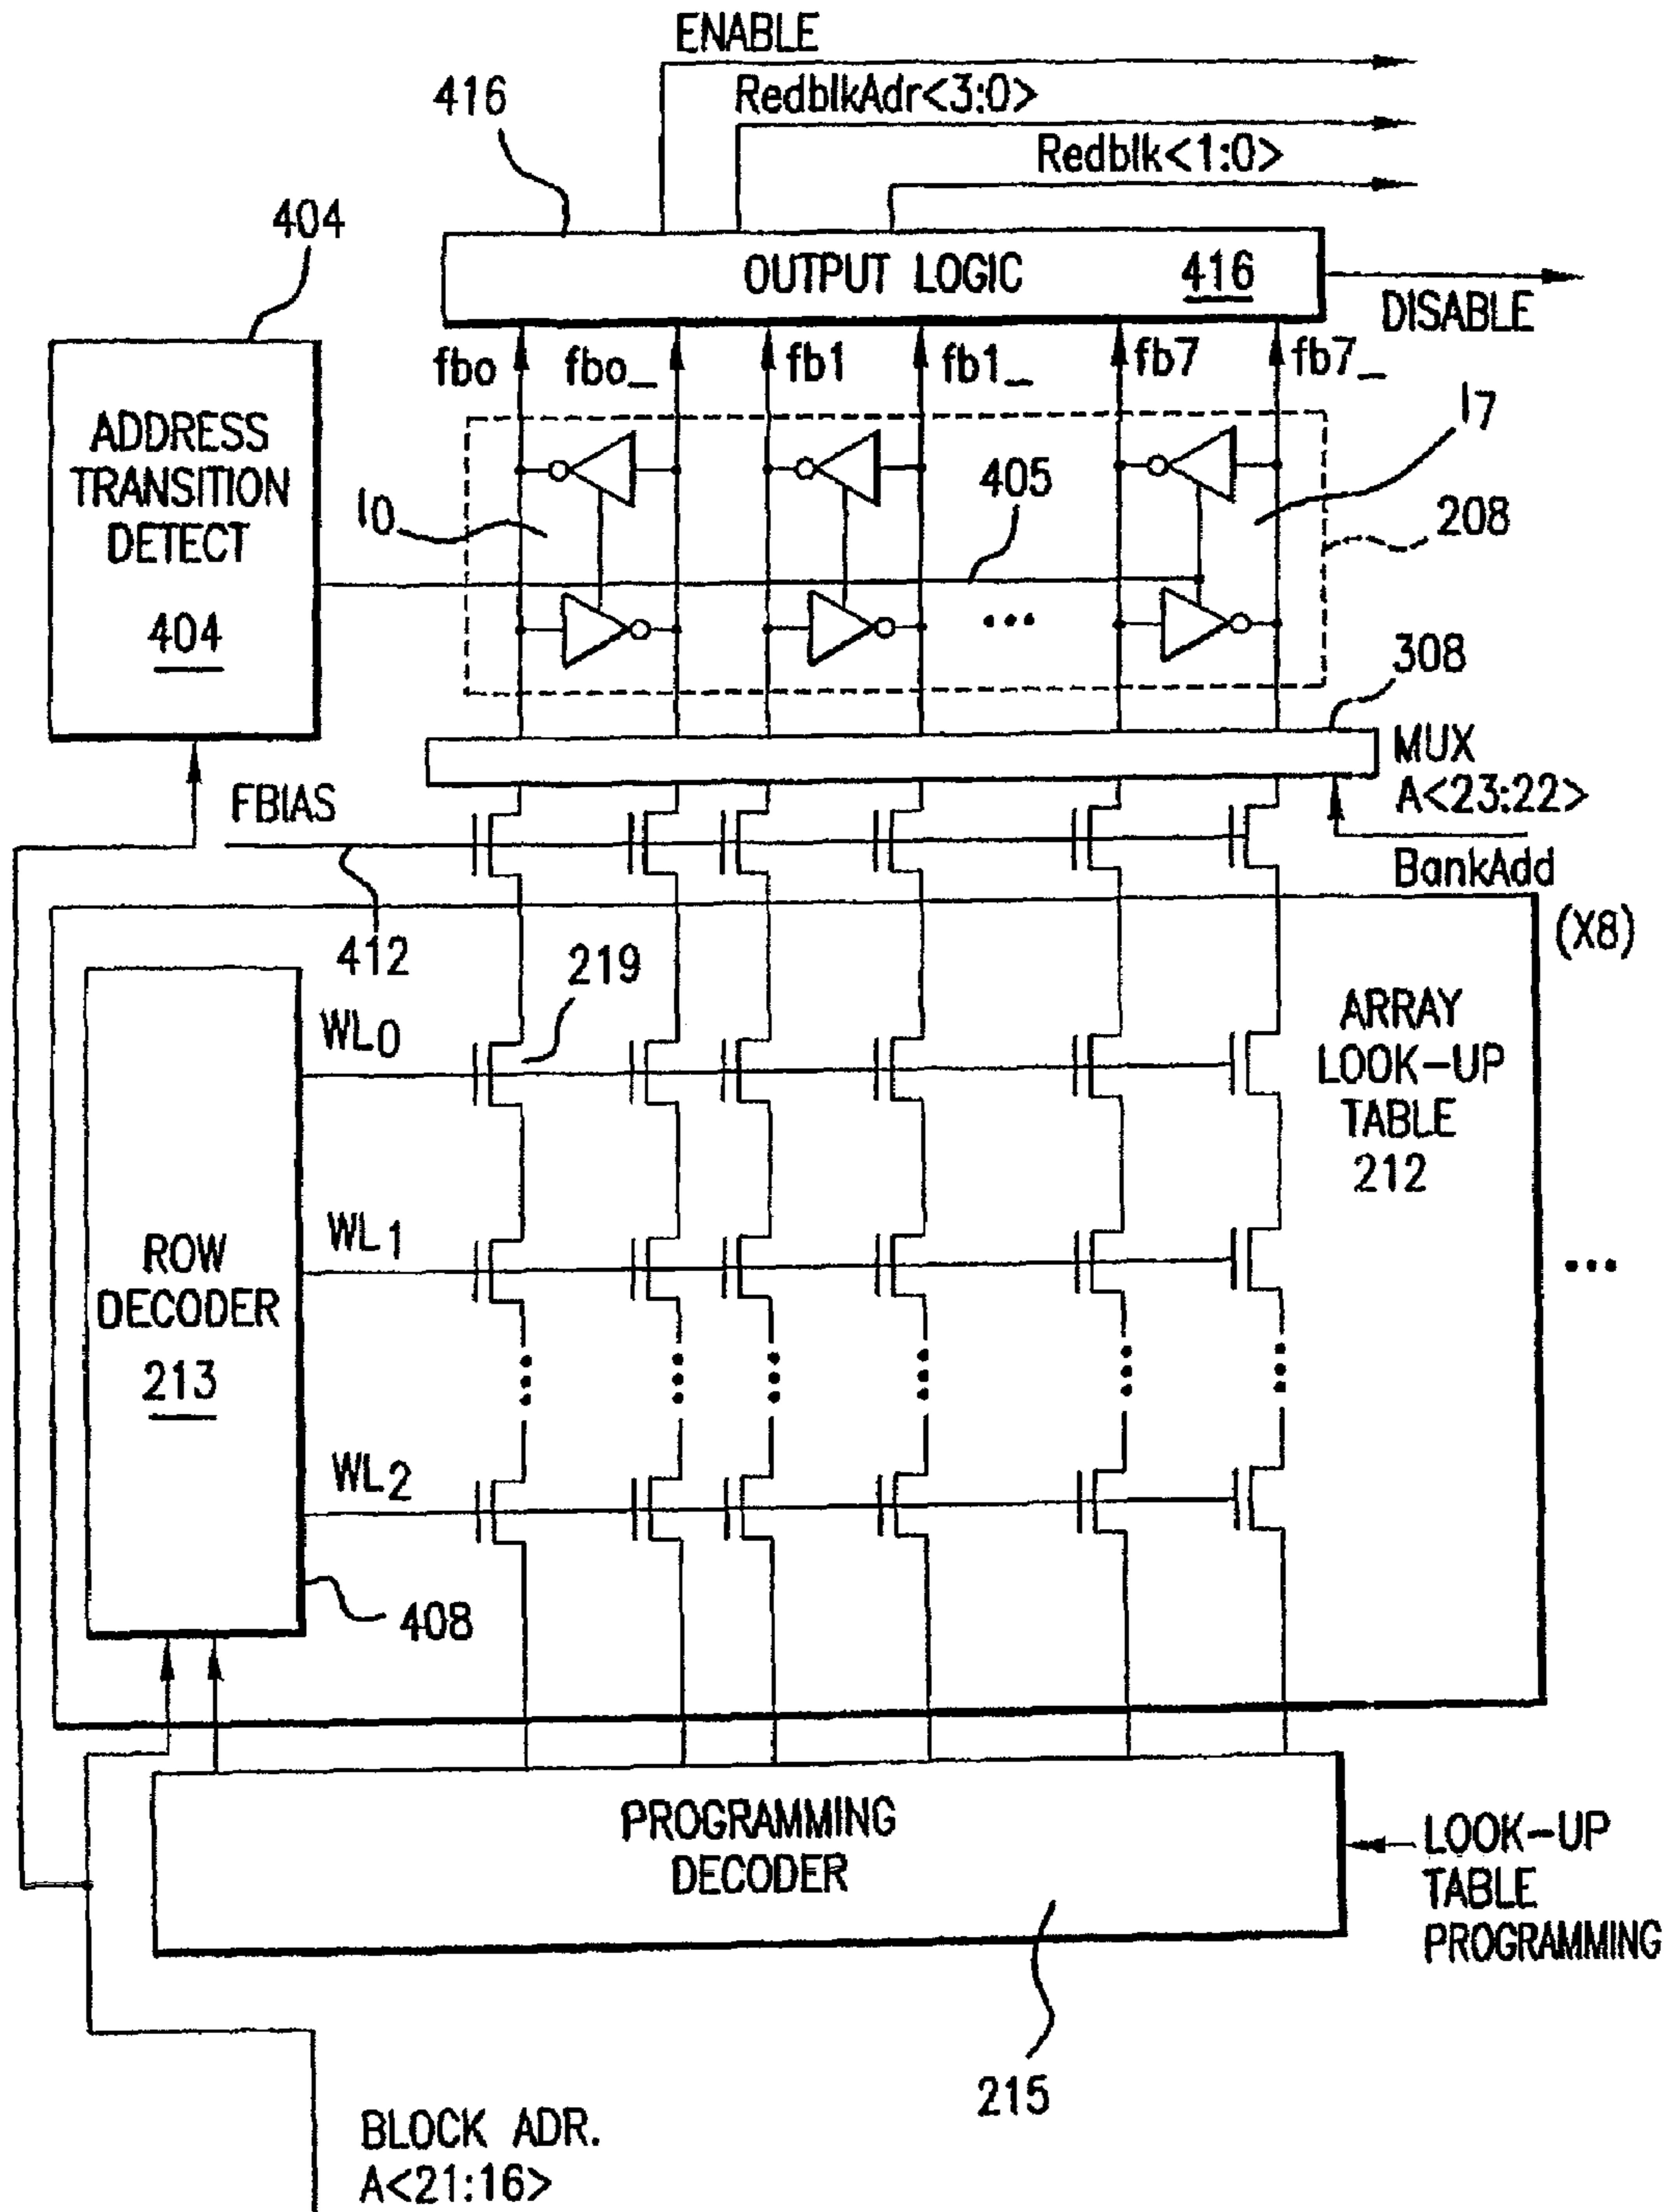 ENABLE
RedblkAdr<3:0>
416
Redblk<1:0>
404
OUTPUT LOGIC 416
DISABLE
fbo
fbo_
fb1
fb1_
fb7
fb7_
ADDRESS
TRANSITION
DETECT
404
I0
405
I7
208
308
MUX
A<23:22>
FBIAS
BankAdd
412
(X8)
219
WL0
ARRAY
LOOK-UP
TABLE
212
WL1
ROW
DECODER
213
WL2
408
PROGRAMMING
DECODER
LOOK-UP
TABLE
PROGRAMMING
215
BLOCK ADR.
A<21:16>